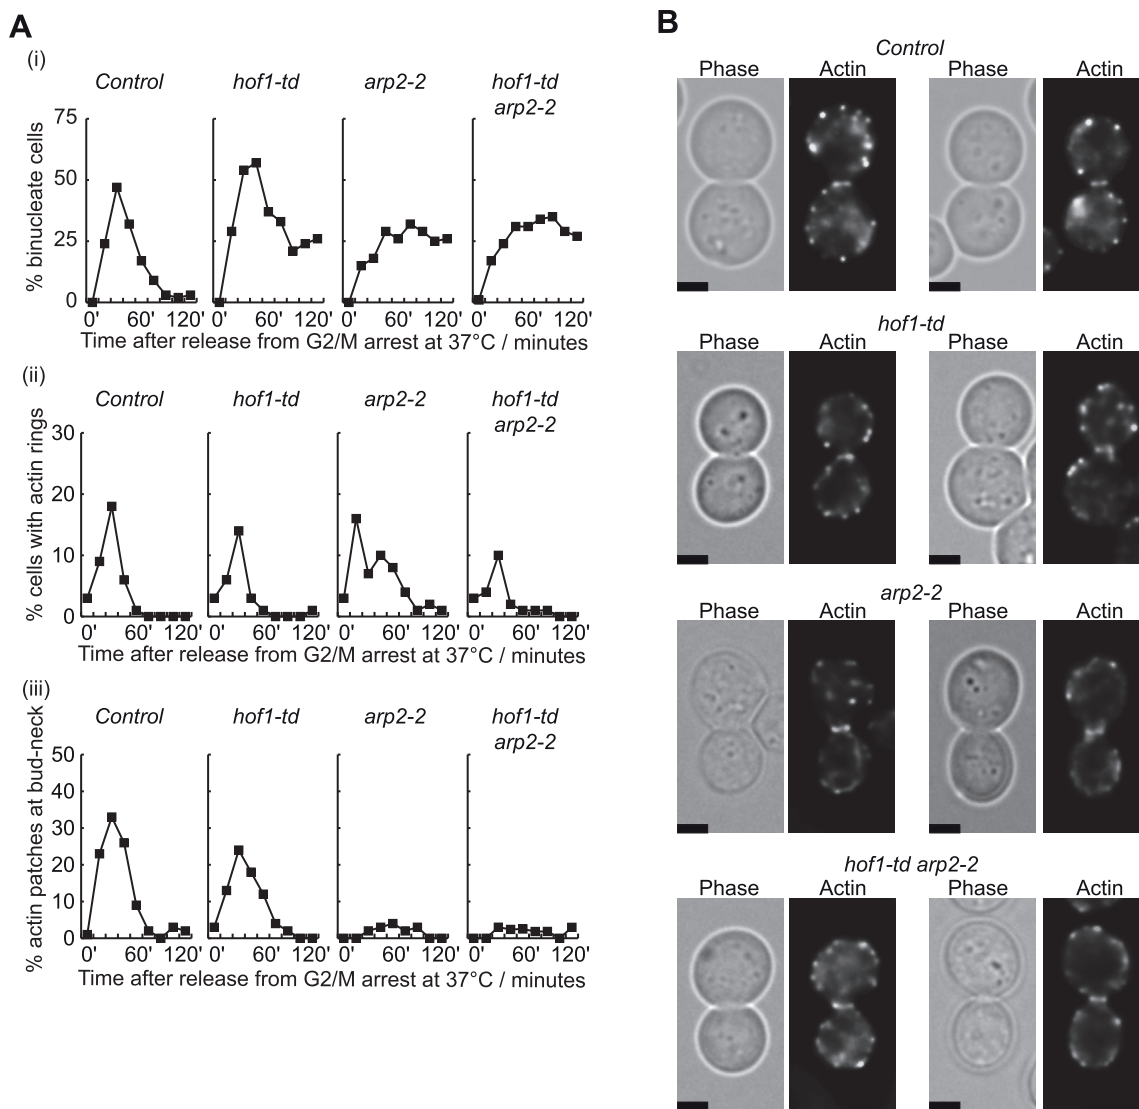 A
(i)
Control
hof1-td
arp2-2
hof1-td
arp2-2
% binucleate cells
75
50
25
0
0' 60' 120' 0' 60' 120' 0' 60' 120' 0' 60' 120'
Time after release from G2/M arrest at 37°C / minutes
(ii)
Control
hof1-td
arp2-2
hof1-td
arp2-2
% cells with actin rings
30
20
10
0
0' 60' 120' 0' 60' 120' 0' 60' 120' 0' 60' 120'
Time after release from G2/M arrest at 37°C / minutes
(iii)
Control
hof1-td
arp2-2
hof1-td
arp2-2
% actin patches at bud-neck
50
40
30
20
10
0
0' 60' 120' 0' 60' 120' 0' 60' 120' 0' 60' 120'
Time after release from G2/M arrest at 37°C / minutes
B
Control
Phase Actin Phase Actin
hof1-td
Phase Actin Phase Actin
arp2-2
Phase Actin Phase Actin
hof1-td arp2-2
Phase Actin Phase Actin